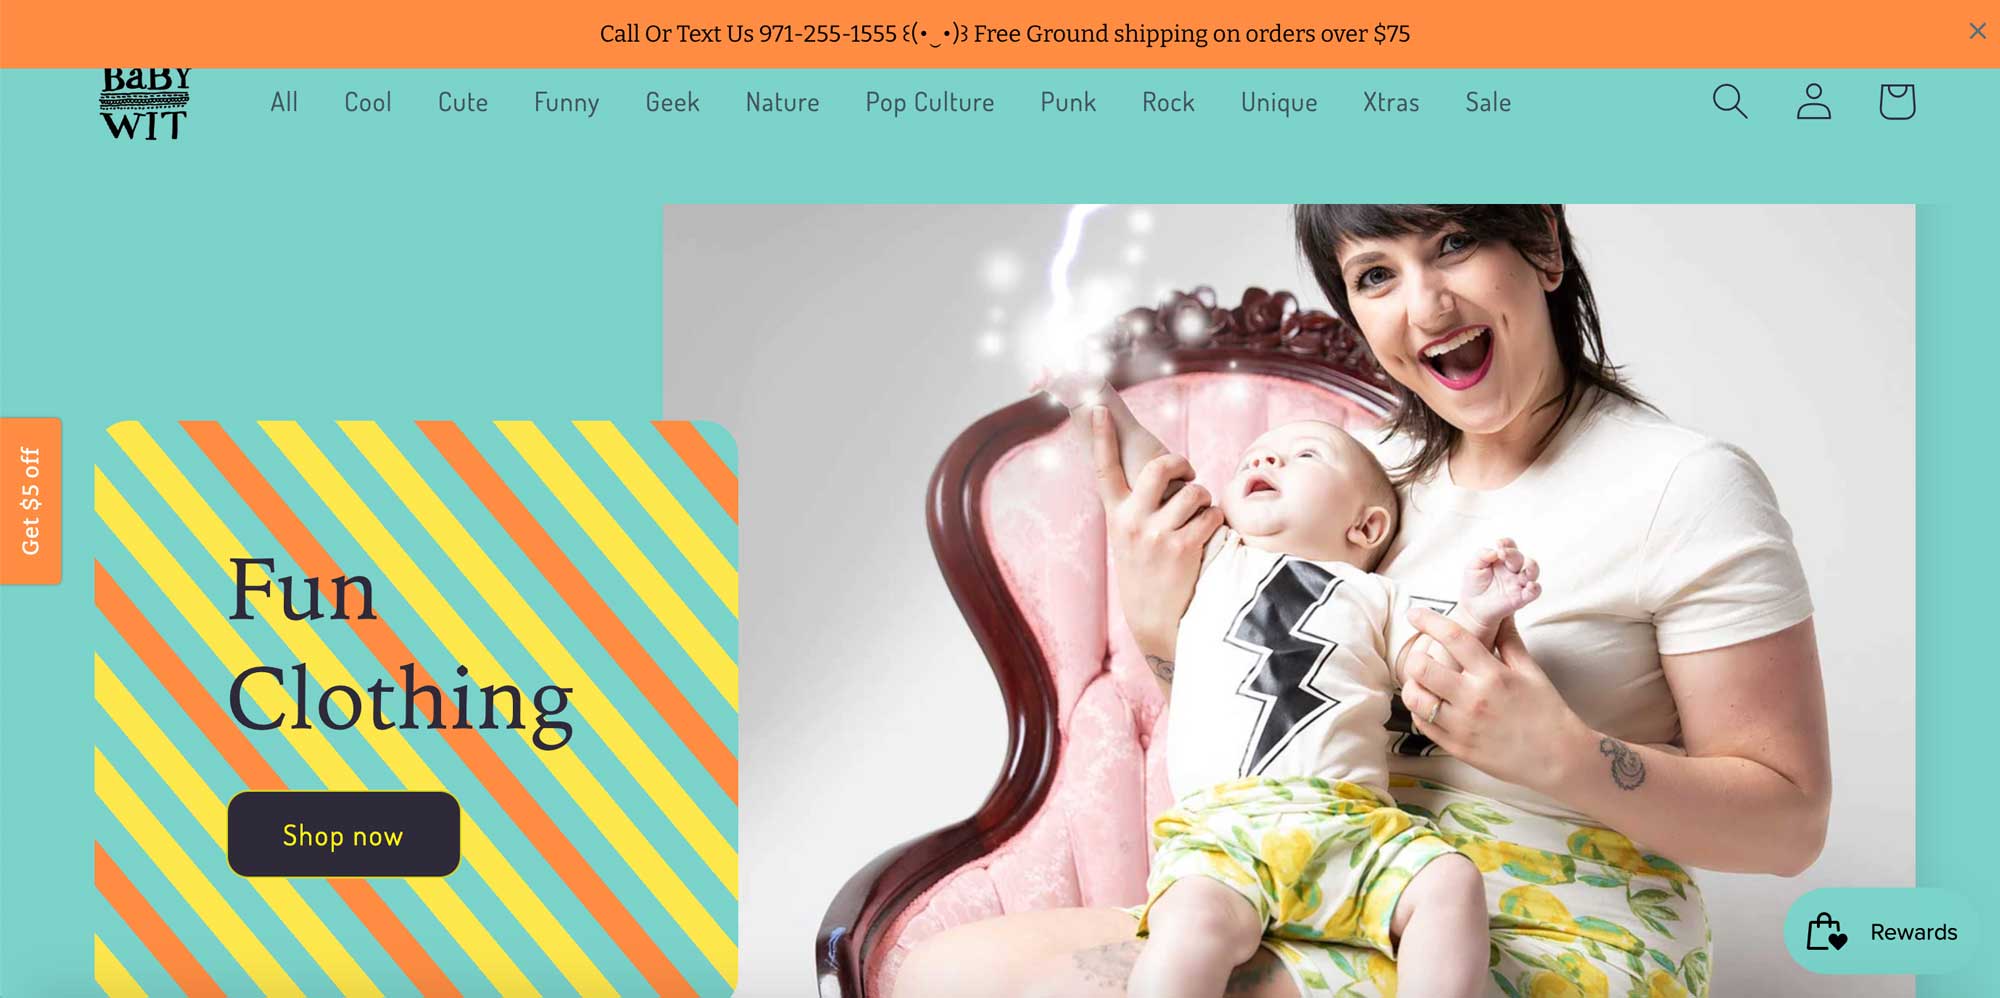 Call Or Text Us 971-255-1555 ꒰(•‿•)꒱ Free Ground shipping on orders over $75
BaBY
WIT
All Cool Cute Funny Geek Nature Pop Culture Punk Rock Unique Xtras Sale
Get $5 off
Fun
Clothing
Shop now
Rewards